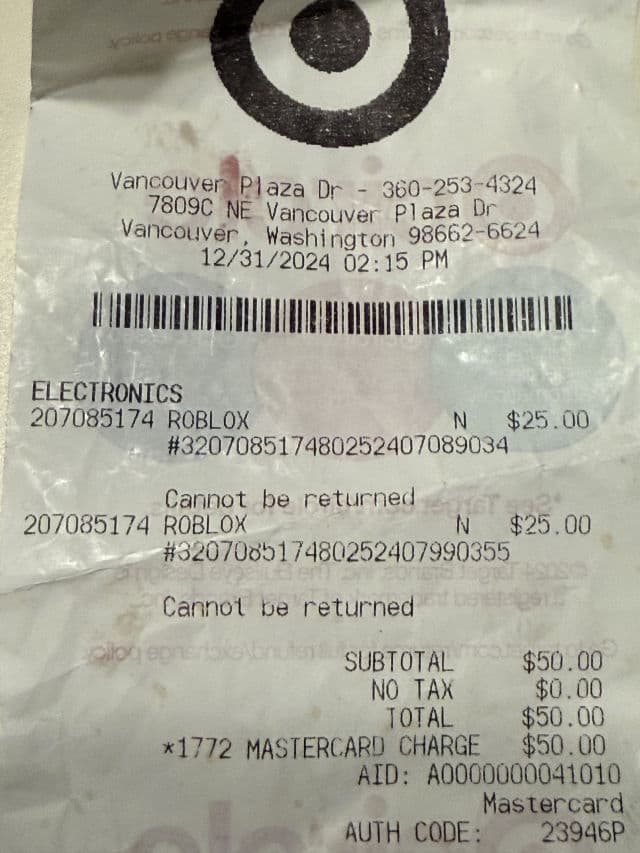 Vancouver Plaza Dr - 360-253-4324
7809C NE Vancouver Plaza Dr
Vancouver, Washington 98662-6624
12/31/2024 02:15 PM
ELECTRONICS
207085174 ROBLOX N $25.00
#320708517480252407089034
Cannot be returned
207085174 ROBLOX N $25.00
#320708517480252407990355
Cannot be returned
SUBTOTAL $50.00
NO TAX $0.00
TOTAL $50.00
*1772 MASTERCARD CHARGE $50.00
AID: A0000000041010
Mastercard
AUTH CODE: 23946P